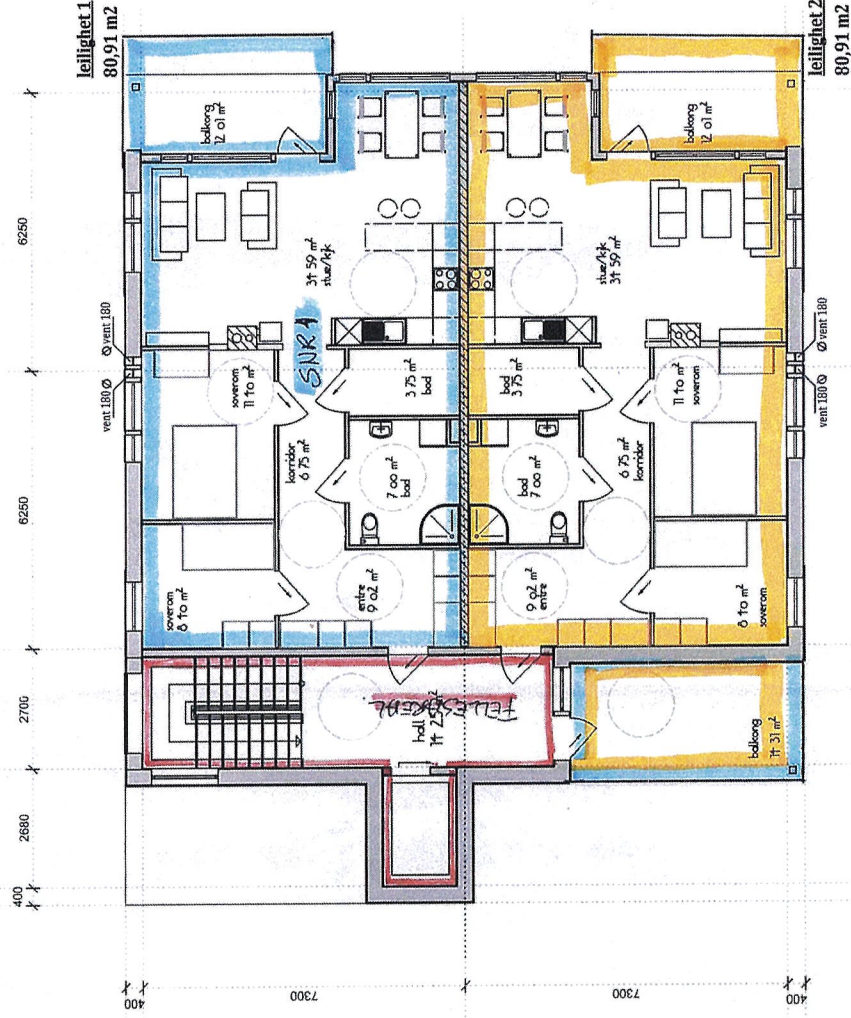 leilighet 1
80,91 m2
leilighet 2
80,91 m2
balkong
12 01 m²
balkong
12 01 m²
6250
6250
2700
2680
400
vent 180 Ø
Ø vent 180
34 59 m²
stue/kjk
34 59 m²
stue/kjk
SNR 1
soverom
11 40 m²
3 75 m²
bod
bod
3 75 m²
11 40 m²
soverom
vent 180 Ø
Ø vent 180
korridor
6 75 m²
7 00 m²
bad
bad
7 00 m²
6 75 m²
korridor
soverom
8 40 m²
entre
9 02 m²
9 02 m²
entre
8 40 m²
soverom
hall
14 25 m²
FELLESAREAL
balkong
14 31 m²
400
7300
7300
400